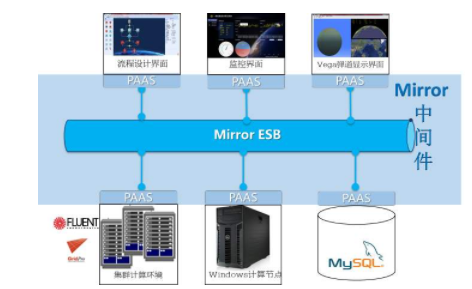 流程设计界面
监控界面
Vega弹道显示界面
PAAS
PAAS
PAAS
Mirror
中
间
件
Mirror ESB
PAAS
PAAS
PAAS
FLUENT
集群计算环境
Windows计算节点
MySQL